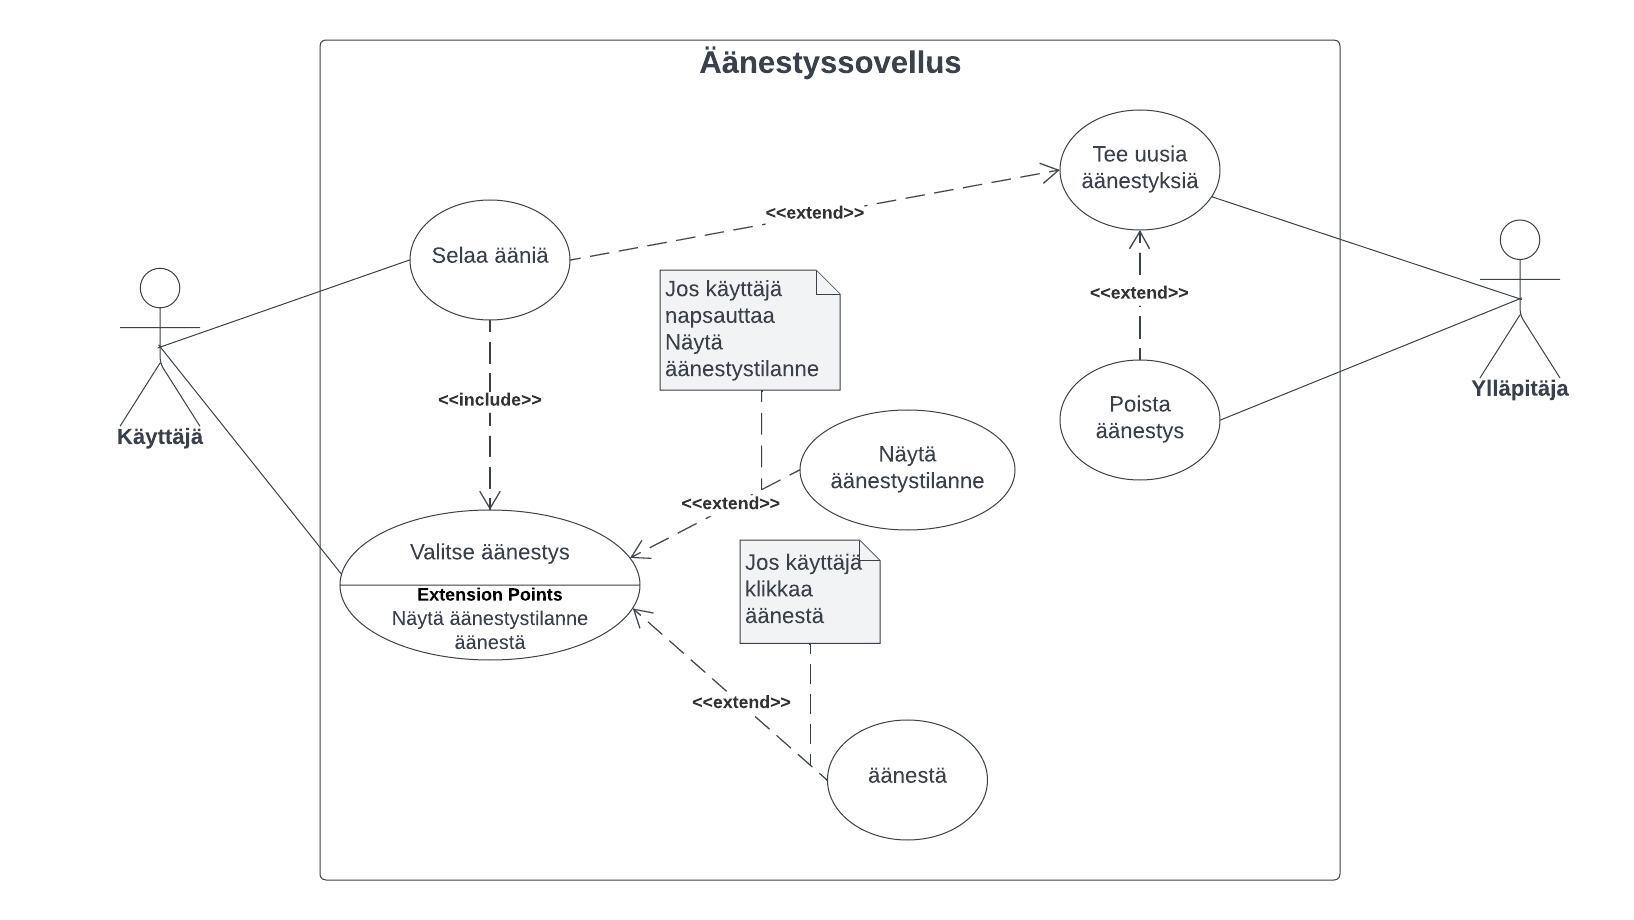 Äänestyssovellus
Tee uusia
äänestyksiä
<<extend>>
Selaa ääniä
Jos käyttäjä
napsauttaa
Näytä
äänestystilanne
<<extend>>
<<include>>
Käyttäjä
Ylläpitäja
Poista
äänestys
Näytä
äänestystilanne
<<extend>>
Valitse äänestys
Extension Points
Näytä äänestystilanne
äänestä
Jos käyttäjä
klikkaa
äänestä
<<extend>>
äänestä